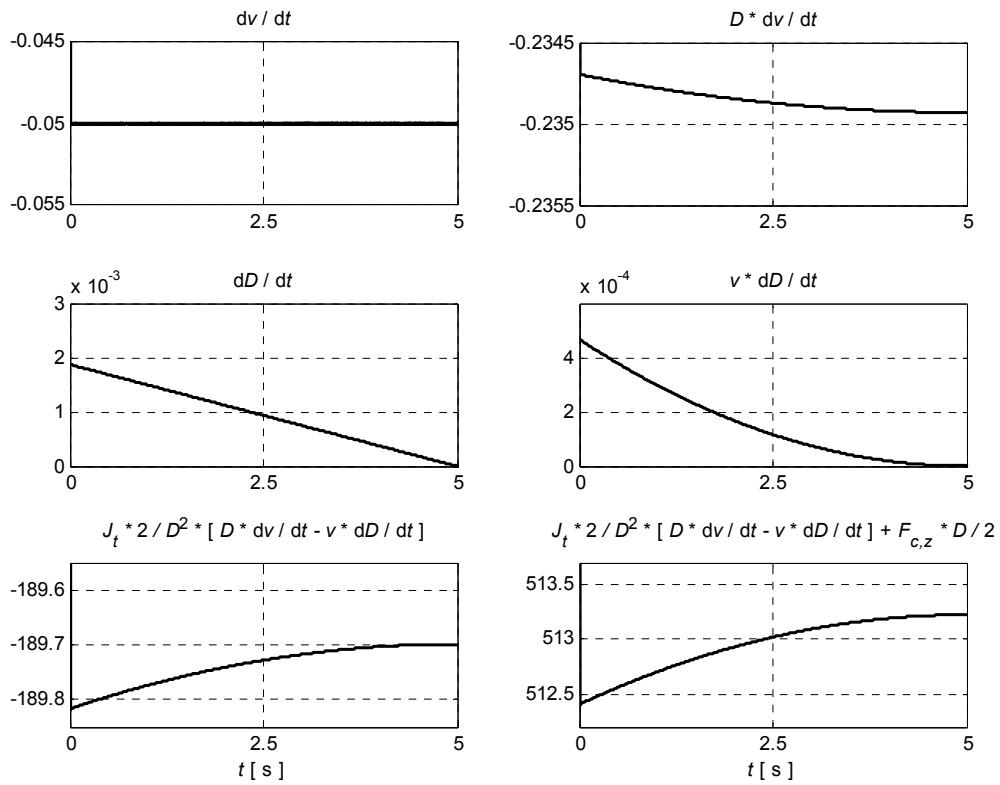 dv / dt
-0.045
-0.05
-0.055
0 2.5 5
D * dv / dt
-0.2345
-0.235
-0.2355
0 2.5 5
dD / dt
x 10^-3
3
2
1
0
0 2.5 5
v * dD / dt
x 10^-4
4
2
0
0 2.5 5
J_t * 2 / D^2 * [ D * dv / dt - v * dD / dt ]
-189.6
-189.7
-189.8
0 2.5 5
t [ s ]
J_t * 2 / D^2 * [ D * dv / dt - v * dD / dt ] + F_c,z * D / 2
513.5
513
512.5
0 2.5 5
t [ s ]